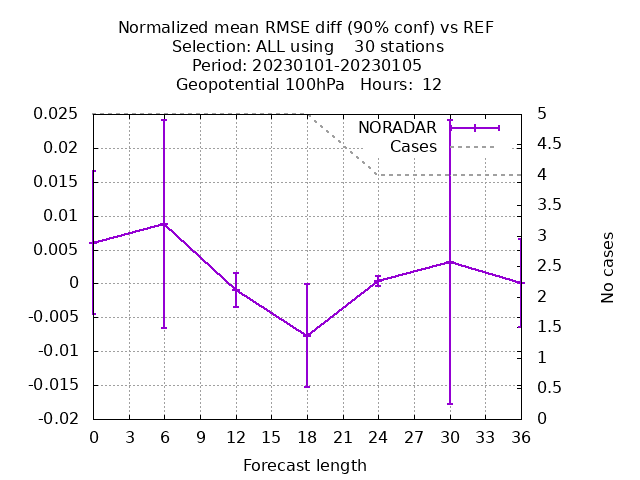 Normalized mean RMSE diff (90% conf) vs REF
Selection: ALL using    30 stations
Period: 20230101-20230105
Geopotential 100hPa   Hours:  12
NORADAR
Cases
0.025
0.02
0.015
0.01
0.005
0
-0.005
-0.01
-0.015
-0.02
5
4.5
4
3.5
3
2.5
2
1.5
1
0.5
0
No cases
0 3 6 9 12 15 18 21 24 27 30 33 36
Forecast length